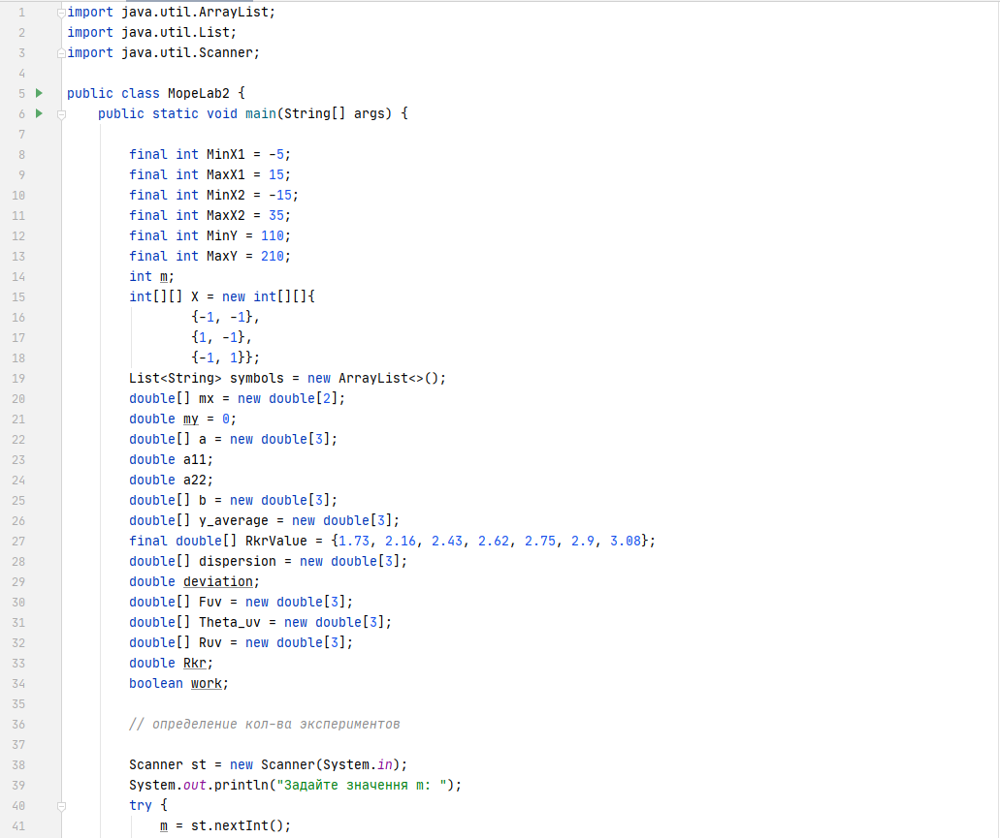 1 import java.util.ArrayList;
2 import java.util.List;
3 import java.util.Scanner;
4
5 public class MopeLab2 {
6 public static void main(String[] args) {
7
8 final int MinX1 = -5;
9 final int MaxX1 = 15;
10 final int MinX2 = -15;
11 final int MaxX2 = 35;
12 final int MinY = 110;
13 final int MaxY = 210;
14 int m;
15 int[][] X = new int[][]{
16 {-1, -1},
17 {1, -1},
18 {-1, 1}};
19 List<String> symbols = new ArrayList<>();
20 double[] mx = new double[2];
21 double my = 0;
22 double[] a = new double[3];
23 double a11;
24 double a22;
25 double[] b = new double[3];
26 double[] y_average = new double[3];
27 final double[] RkrValue = {1.73, 2.16, 2.43, 2.62, 2.75, 2.9, 3.08};
28 double[] dispersion = new double[3];
29 double deviation;
30 double[] Fuv = new double[3];
31 double[] Theta_uv = new double[3];
32 double[] Ruv = new double[3];
33 double Rkr;
34 boolean work;
35
36 // определение кол-ва экспериментов
37
38 Scanner st = new Scanner(System.in);
39 System.out.println("Задайте значення m: ");
40 try {
41 m = st.nextInt();